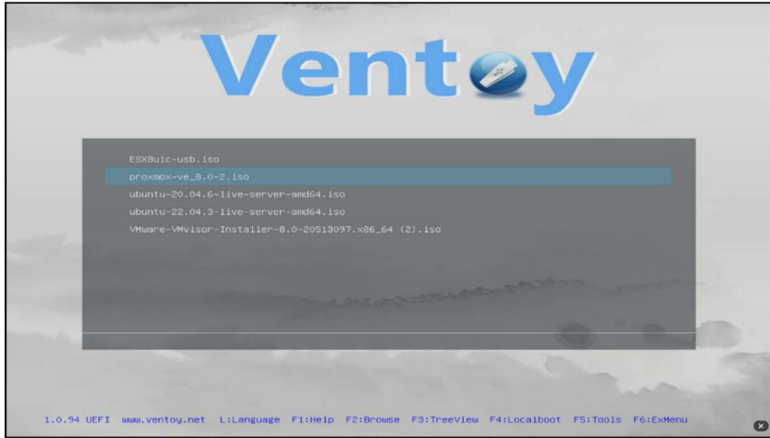 Ventoy
ESX8u1c-usb.iso
proxmox-ve_8.0-2.iso
ubuntu-20.04.6-live-server-amd64.iso
ubuntu-22.04.3-live-server-amd64.iso
VMware-VMvisor-Installer-8.0-20513097.x86_64 (2).iso
1.0.94 UEFI www.ventoy.net L:Language F1:Help F2:Browse F3:TreeView F4:Localboot F5:Tools F6:ExMenu